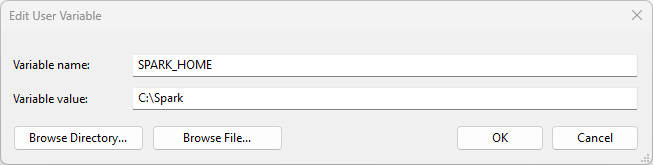 Edit User Variable
Variable name: SPARK_HOME
Variable value: C:\Spark
Browse Directory... Browse File... OK Cancel